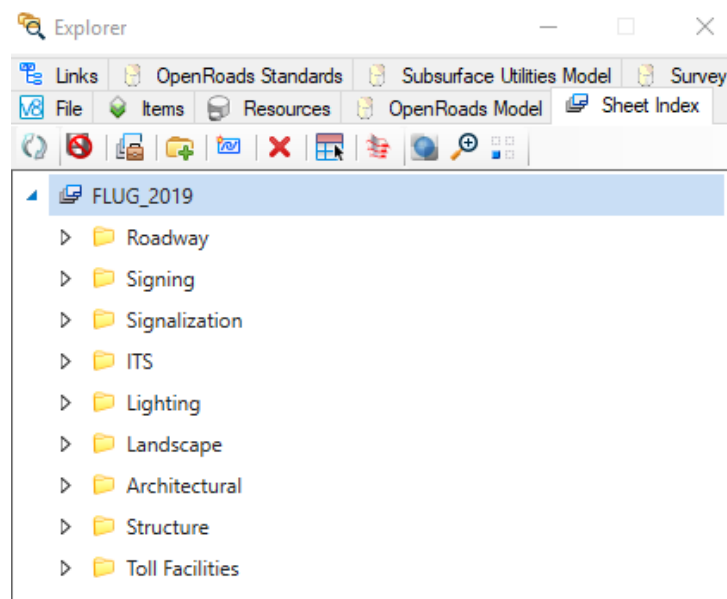 Explorer
Links OpenRoads Standards Subsurface Utilities Model Survey
V8 File Items Resources OpenRoads Model Sheet Index
FLUG_2019
Roadway
Signing
Signalization
ITS
Lighting
Landscape
Architectural
Structure
Toll Facilities